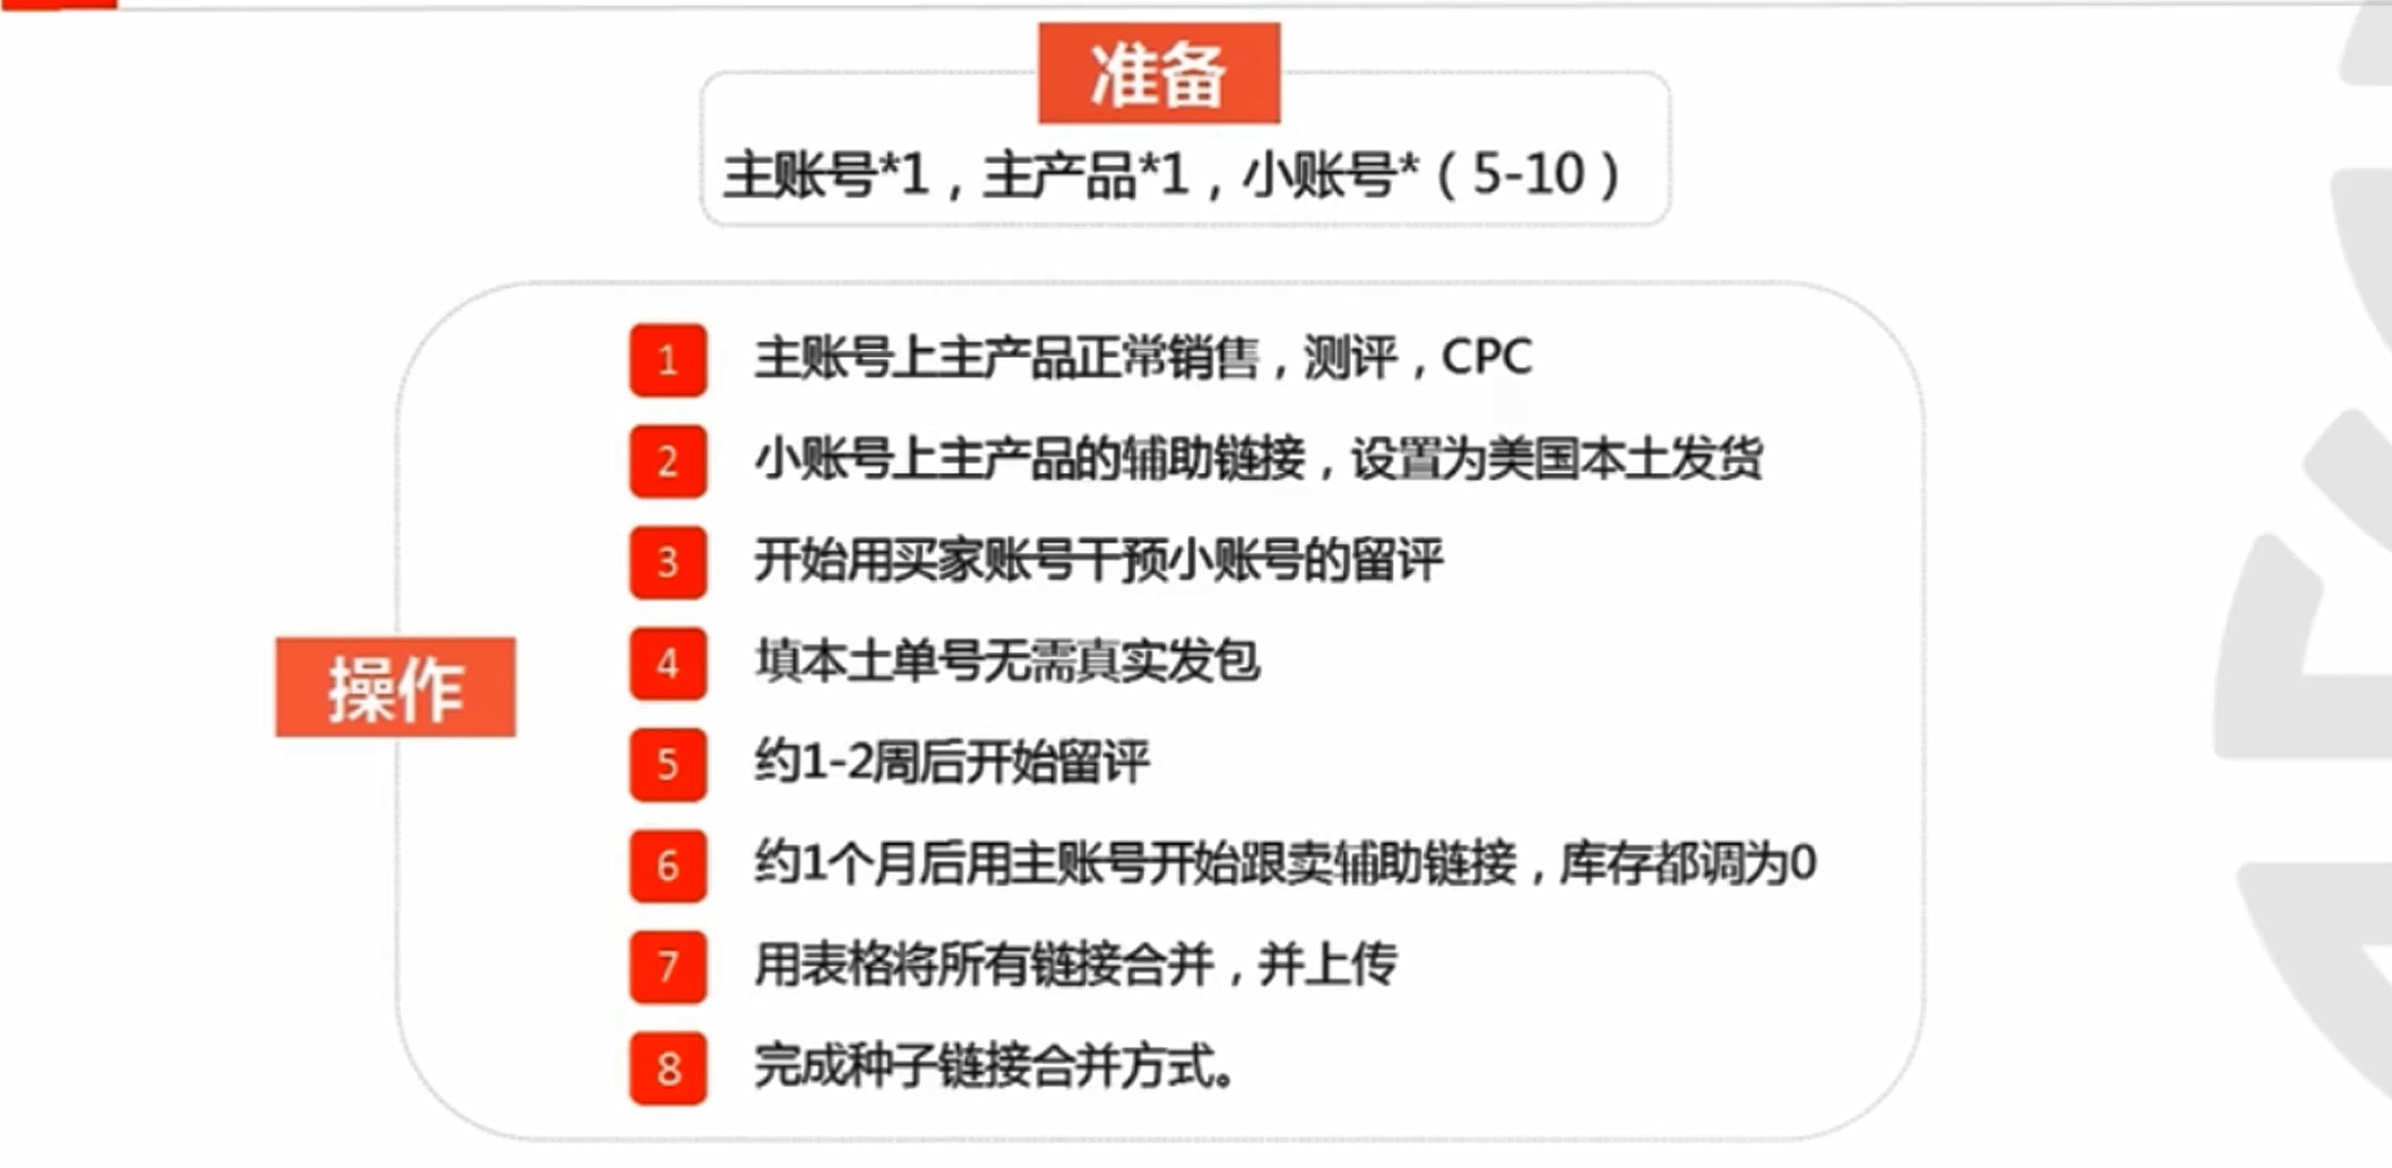 准备
主账号*1，主产品*1，小账号*（5-10）
操作
1 主账号上主产品正常销售，测评，CPC
2 小账号上主产品的辅助链接，设置为美国本土发货
3 开始用买家账号干预小账号的留评
4 填本土单号无需真实发包
5 约1-2周后开始留评
6 约1个月后用主账号开始跟卖辅助链接，库存都调为0
7 用表格将所有链接合并，并上传
8 完成种子链接合并方式。